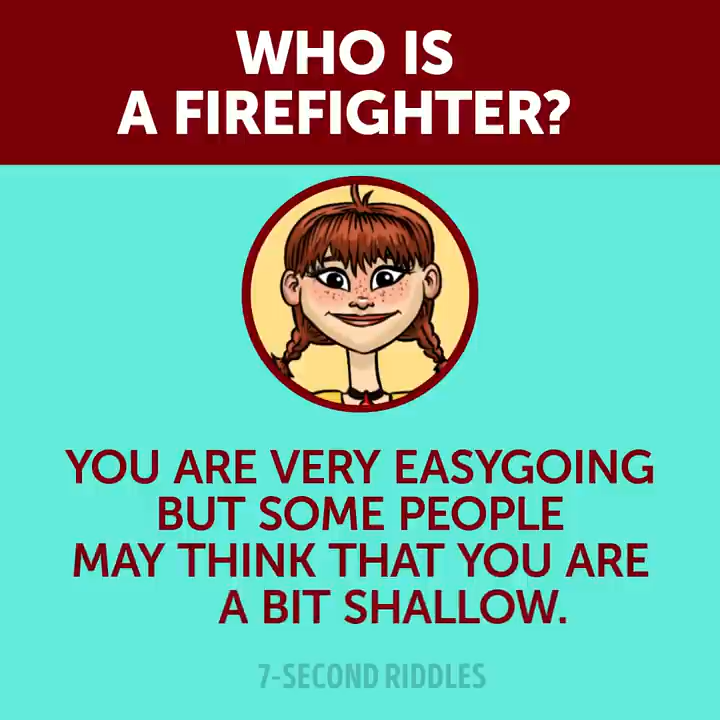 WHO IS
A FIREFIGHTER?
YOU ARE VERY EASYGOING
BUT SOME PEOPLE
MAY THINK THAT YOU ARE
A BIT SHALLOW.
7-SECOND RIDDLES